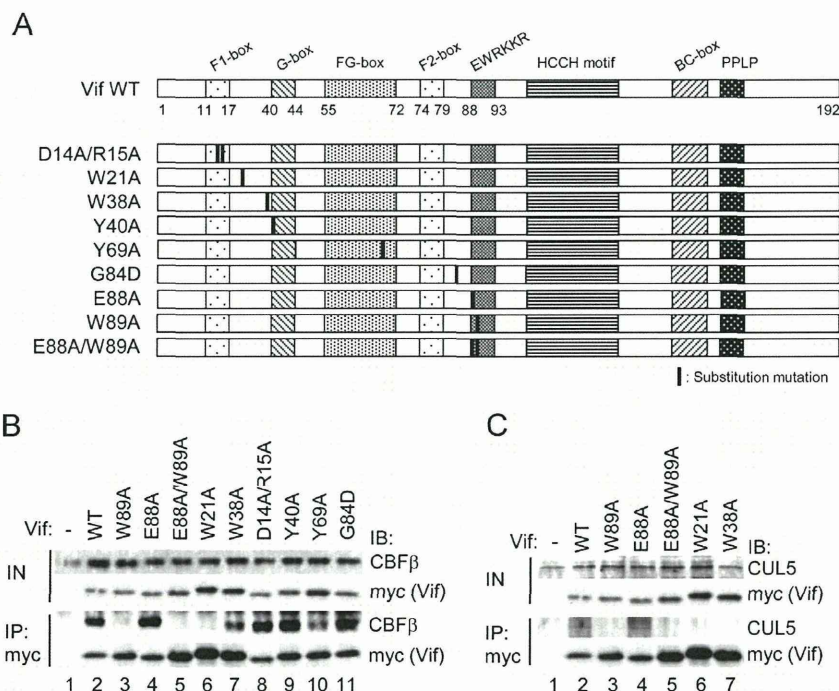 A
F1-box G-box FG-box F2-box EWRKKR HCCH motif BC-box PPLP
Vif WT
1 11 17 40 44 55 72 74 79 88 93 192
D14A/R15A
W21A
W38A
Y40A
Y69A
G84D
E88A
W89A
E88A/W89A
: Substitution mutation
B
Vif: - WT W89A E88A E88A/W89A W21A W38A D14A/R15A Y40A Y69A G84D IB:
IN CBFβ
myc (Vif)
IP: myc CBFβ
myc (Vif)
1 2 3 4 5 6 7 8 9 10 11
C
Vif: - WT W89A E88A E88A/W89A W21A W38A IB:
IN CUL5
myc (Vif)
IP: myc CUL5
myc (Vif)
1 2 3 4 5 6 7